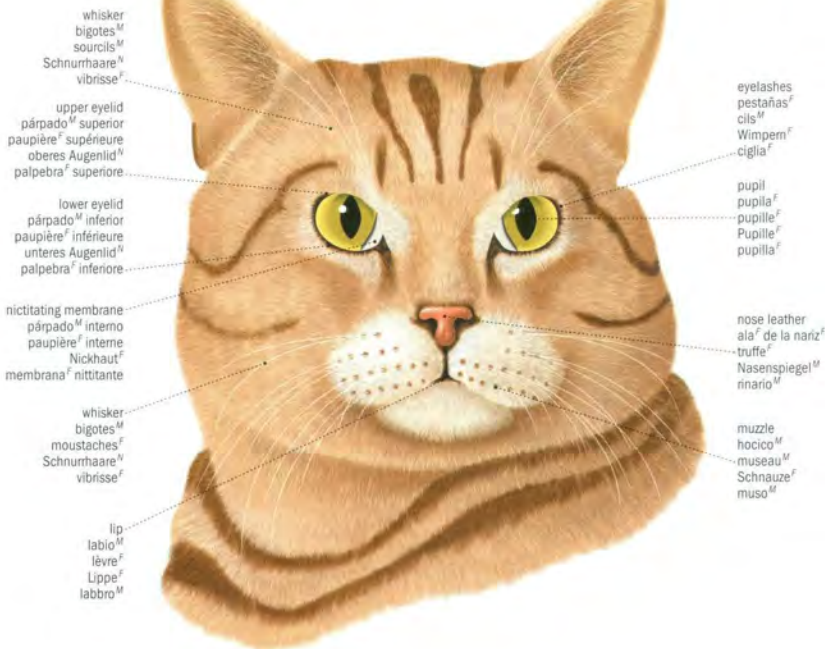 whisker
bigotes^M
sourcils^M
Schnurrhaare^N
vibrisse^F
upper eyelid
párpado^M superior
paupière^F supérieure
oberes Augenlid^N
palpebra^F superiore
lower eyelid
párpado^M inferior
paupière^F inférieure
unteres Augenlid^N
palpebra^F inferiore
nictitating membrane
párpado^M interno
paupière^F interne
Nickhaut^F
membrana^F nittitante
whisker
bigotes^M
moustaches^F
Schnurrhaare^N
vibrisse^F
lip
labio^M
lèvre^F
Lippe^F
labbro^M
eyelashes
pestañas^F
cils^M
Wimpern^F
ciglia^F
pupil
pupila^F
pupille^F
Pupille^F
pupilla^F
nose leather
ala^F de la nariz^F
truffe^F
Nasenspiegel^M
rinario^M
muzzle
hocico^M
museau^M
Schnauze^F
muso^M